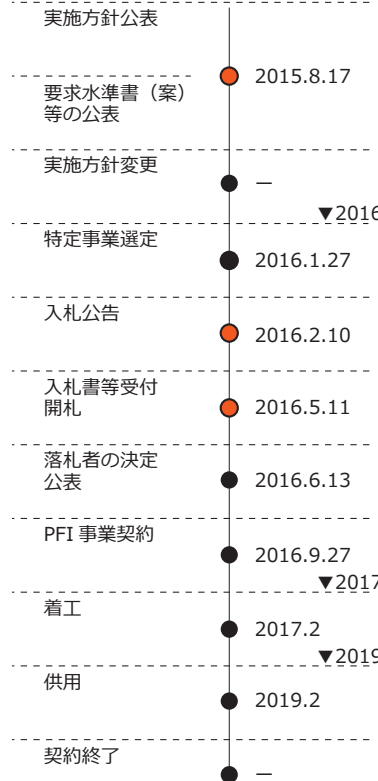 実施方針公表
2015.8.17
要求水準書（案）
等の公表
実施方針変更
—
▼2016
特定事業選定
2016.1.27
入札公告
2016.2.10
入札書等受付
開札
2016.5.11
落札者の決定
公表
2016.6.13
PFI 事業契約
2016.9.27
▼2017
着工
2017.2
▼2019
供用
2019.2
契約終了
—